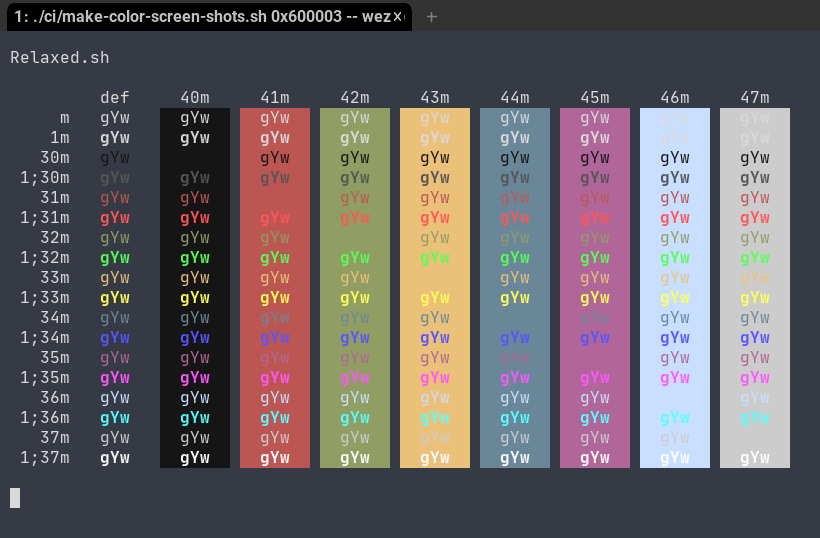 1: ./ci/make-color-screen-shots.sh 0x600003 -- wez
Relaxed.sh
def 40m 41m 42m 43m 44m 45m 46m 47m
m gYw gYw gYw gYw gYw gYw gYw gYw gYw
1m gYw gYw gYw gYw gYw gYw gYw gYw gYw
30m gYw gYw gYw gYw gYw gYw gYw gYw
1;30m gYw gYw gYw gYw gYw gYw gYw gYw gYw
31m gYw gYw gYw gYw gYw gYw gYw gYw
1;31m gYw gYw gYw gYw gYw gYw gYw gYw gYw
32m gYw gYw gYw gYw gYw gYw gYw gYw
1;32m gYw gYw gYw gYw gYw gYw gYw gYw gYw
33m gYw gYw gYw gYw gYw gYw gYw gYw
1;33m gYw gYw gYw gYw gYw gYw gYw gYw gYw
34m gYw gYw gYw gYw gYw gYw gYw gYw
1;34m gYw gYw gYw gYw gYw gYw gYw gYw gYw
35m gYw gYw gYw gYw gYw gYw gYw gYw
1;35m gYw gYw gYw gYw gYw gYw gYw gYw gYw
36m gYw gYw gYw gYw gYw gYw gYw gYw
1;36m gYw gYw gYw gYw gYw gYw gYw gYw gYw
37m gYw gYw gYw gYw gYw gYw gYw gYw
1;37m gYw gYw gYw gYw gYw gYw gYw gYw gYw